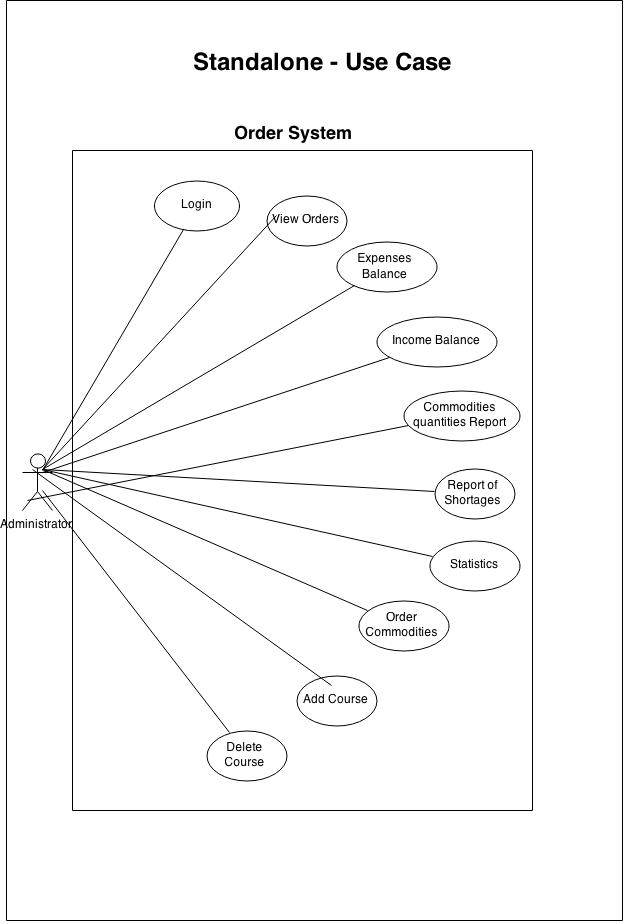 Standalone - Use Case
Order System
Login
View Orders
Expenses
Balance
Income Balance
Commodities
quantities Report
Report of
Shortages
Statistics
Administrator
Order
Commodities
Add Course
Delete
Course